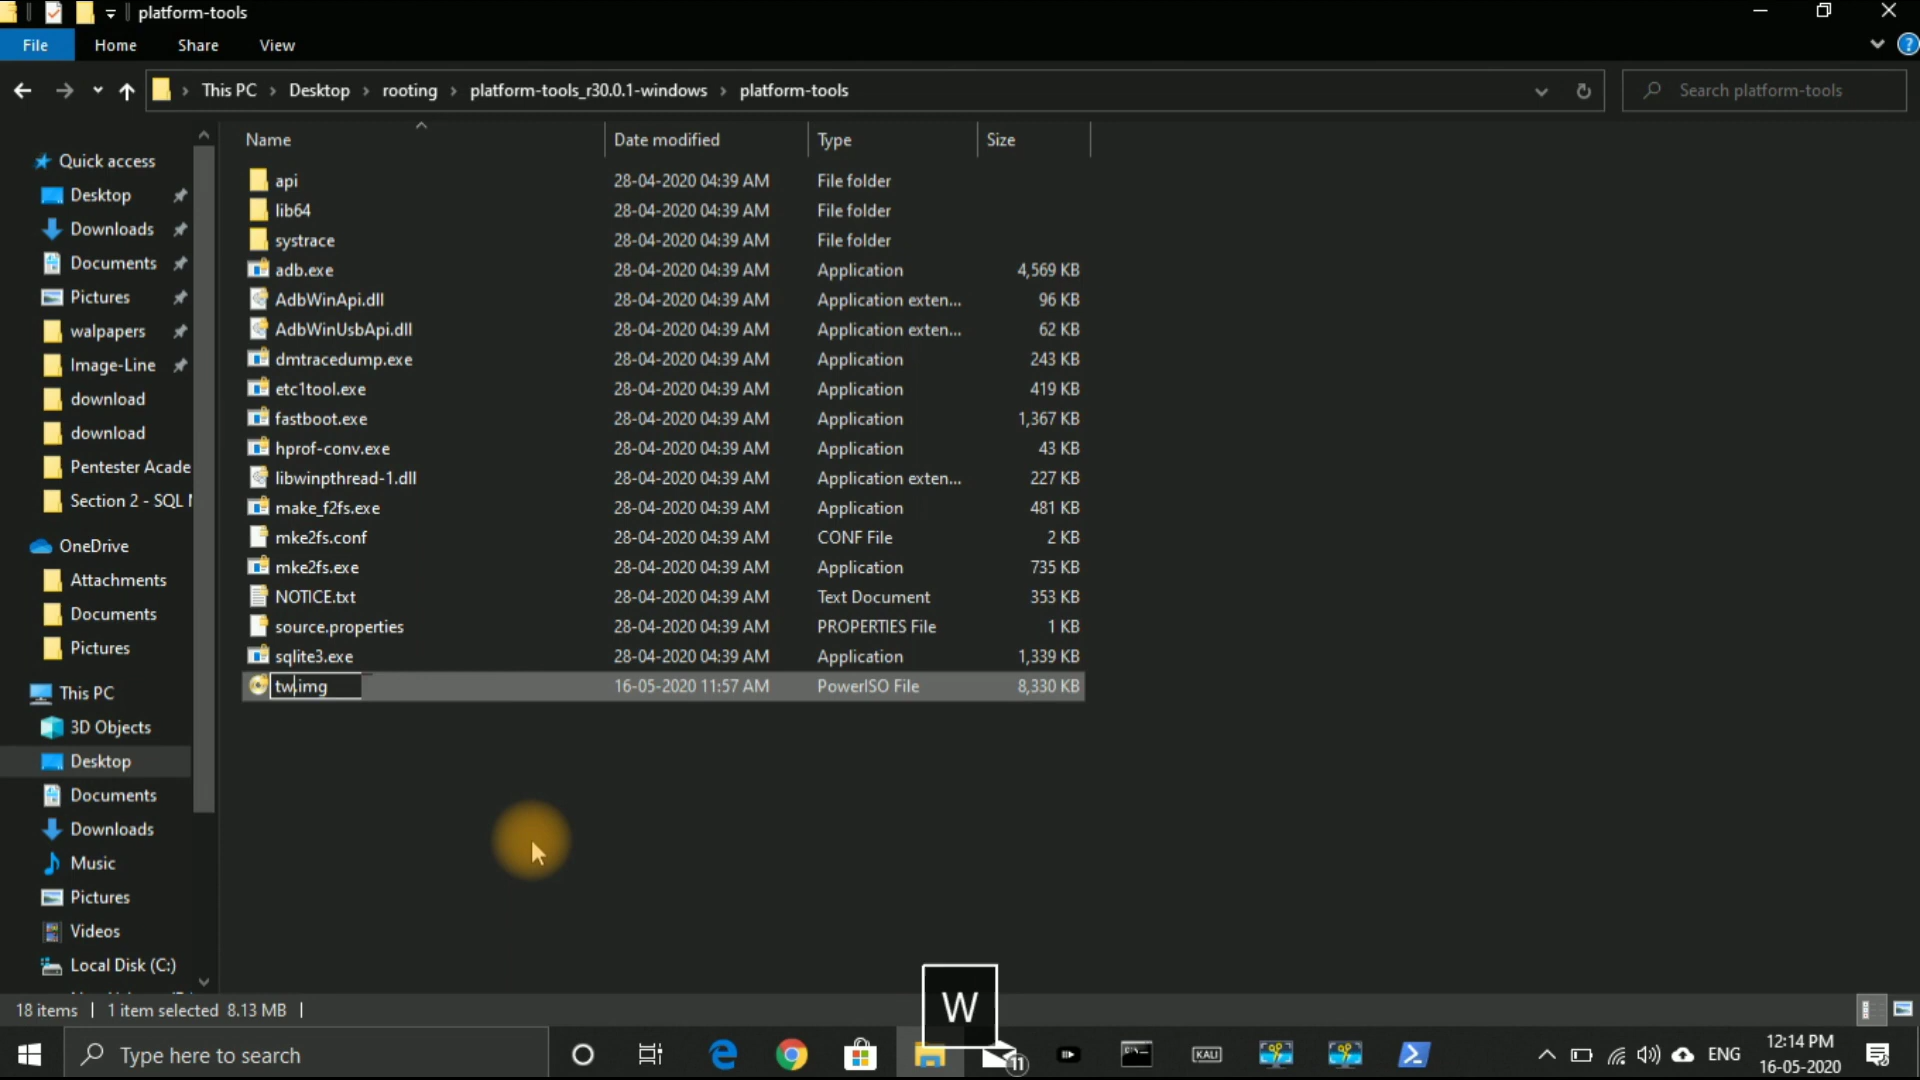 platform-tools
File Home Share View
This PC Desktop rooting platform-tools_r30.0.1-windows platform-tools Search platform-tools
Name Date modified Type Size
Quick access
Desktop
Downloads
Documents
Pictures
walpapers
Image-Line
download
download
Pentester Acade
Section 2 - SQL
OneDrive
Attachments
Documents
Pictures
This PC
3D Objects
Desktop
Documents
Downloads
Music
Pictures
Videos
Local Disk (C:)
api 28-04-2020 04:39 AM File folder
lib64 28-04-2020 04:39 AM File folder
systrace 28-04-2020 04:39 AM File folder
adb.exe 28-04-2020 04:39 AM Application 4,569 KB
AdbWinApi.dll 28-04-2020 04:39 AM Application exten... 96 KB
AdbWinUsbApi.dll 28-04-2020 04:39 AM Application exten... 62 KB
dmtracedump.exe 28-04-2020 04:39 AM Application 243 KB
etc1tool.exe 28-04-2020 04:39 AM Application 419 KB
fastboot.exe 28-04-2020 04:39 AM Application 1,367 KB
hprof-conv.exe 28-04-2020 04:39 AM Application 43 KB
libwinpthread-1.dll 28-04-2020 04:39 AM Application exten... 227 KB
make_f2fs.exe 28-04-2020 04:39 AM Application 481 KB
mke2fs.conf 28-04-2020 04:39 AM CONF File 2 KB
mke2fs.exe 28-04-2020 04:39 AM Application 735 KB
NOTICE.txt 28-04-2020 04:39 AM Text Document 353 KB
source.properties 28-04-2020 04:39 AM PROPERTIES File 1 KB
sqlite3.exe 28-04-2020 04:39 AM Application 1,339 KB
tw.img 16-05-2020 11:57 AM PowerISO File 8,330 KB
18 items 1 item selected 8.13 MB
W
Type here to search 11 KALI ENG 12:14 PM
16-05-2020